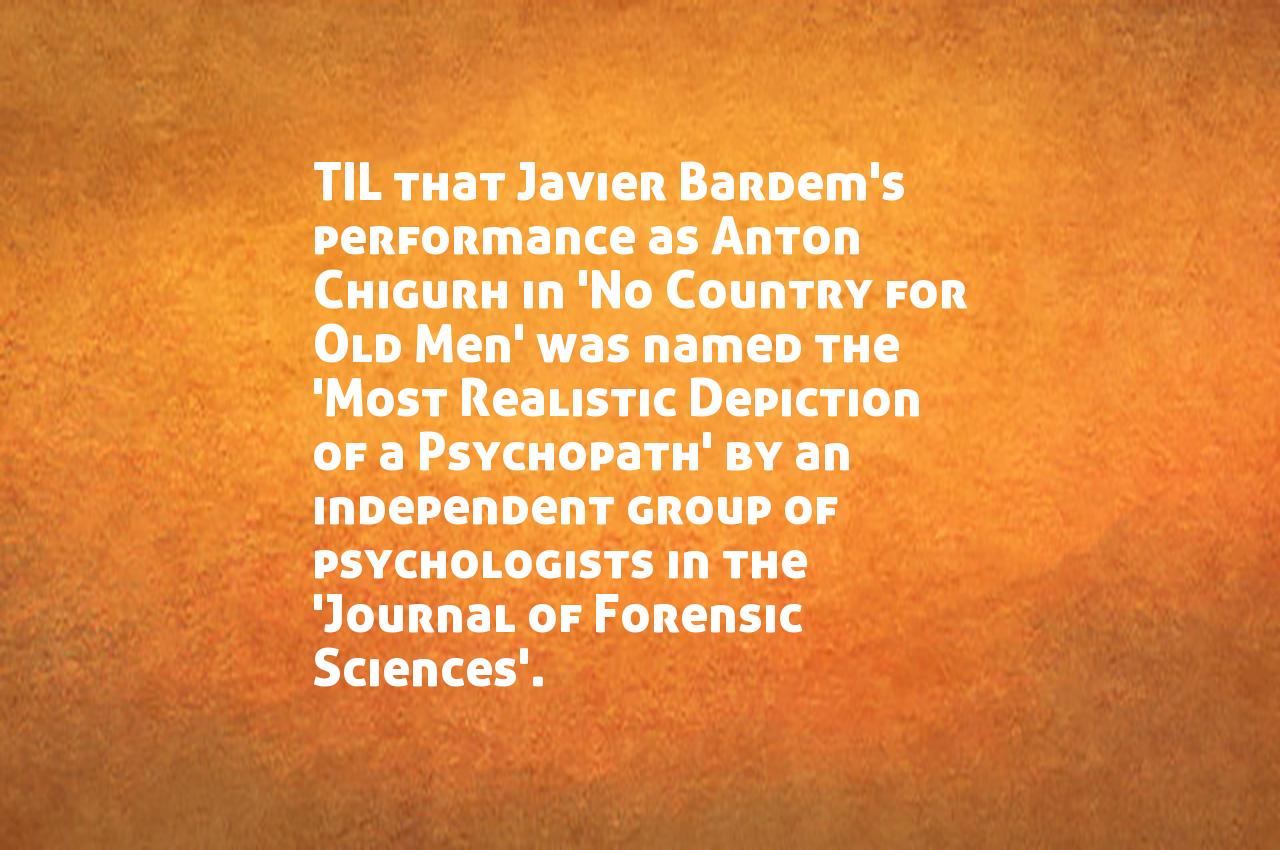 TIL that Javier Bardem's
performance as Anton
Chigurh in 'No Country for
Old Men' was named the
'Most Realistic Depiction
of a Psychopath' by an
independent group of
psychologists in the
'Journal of Forensic
Sciences'.